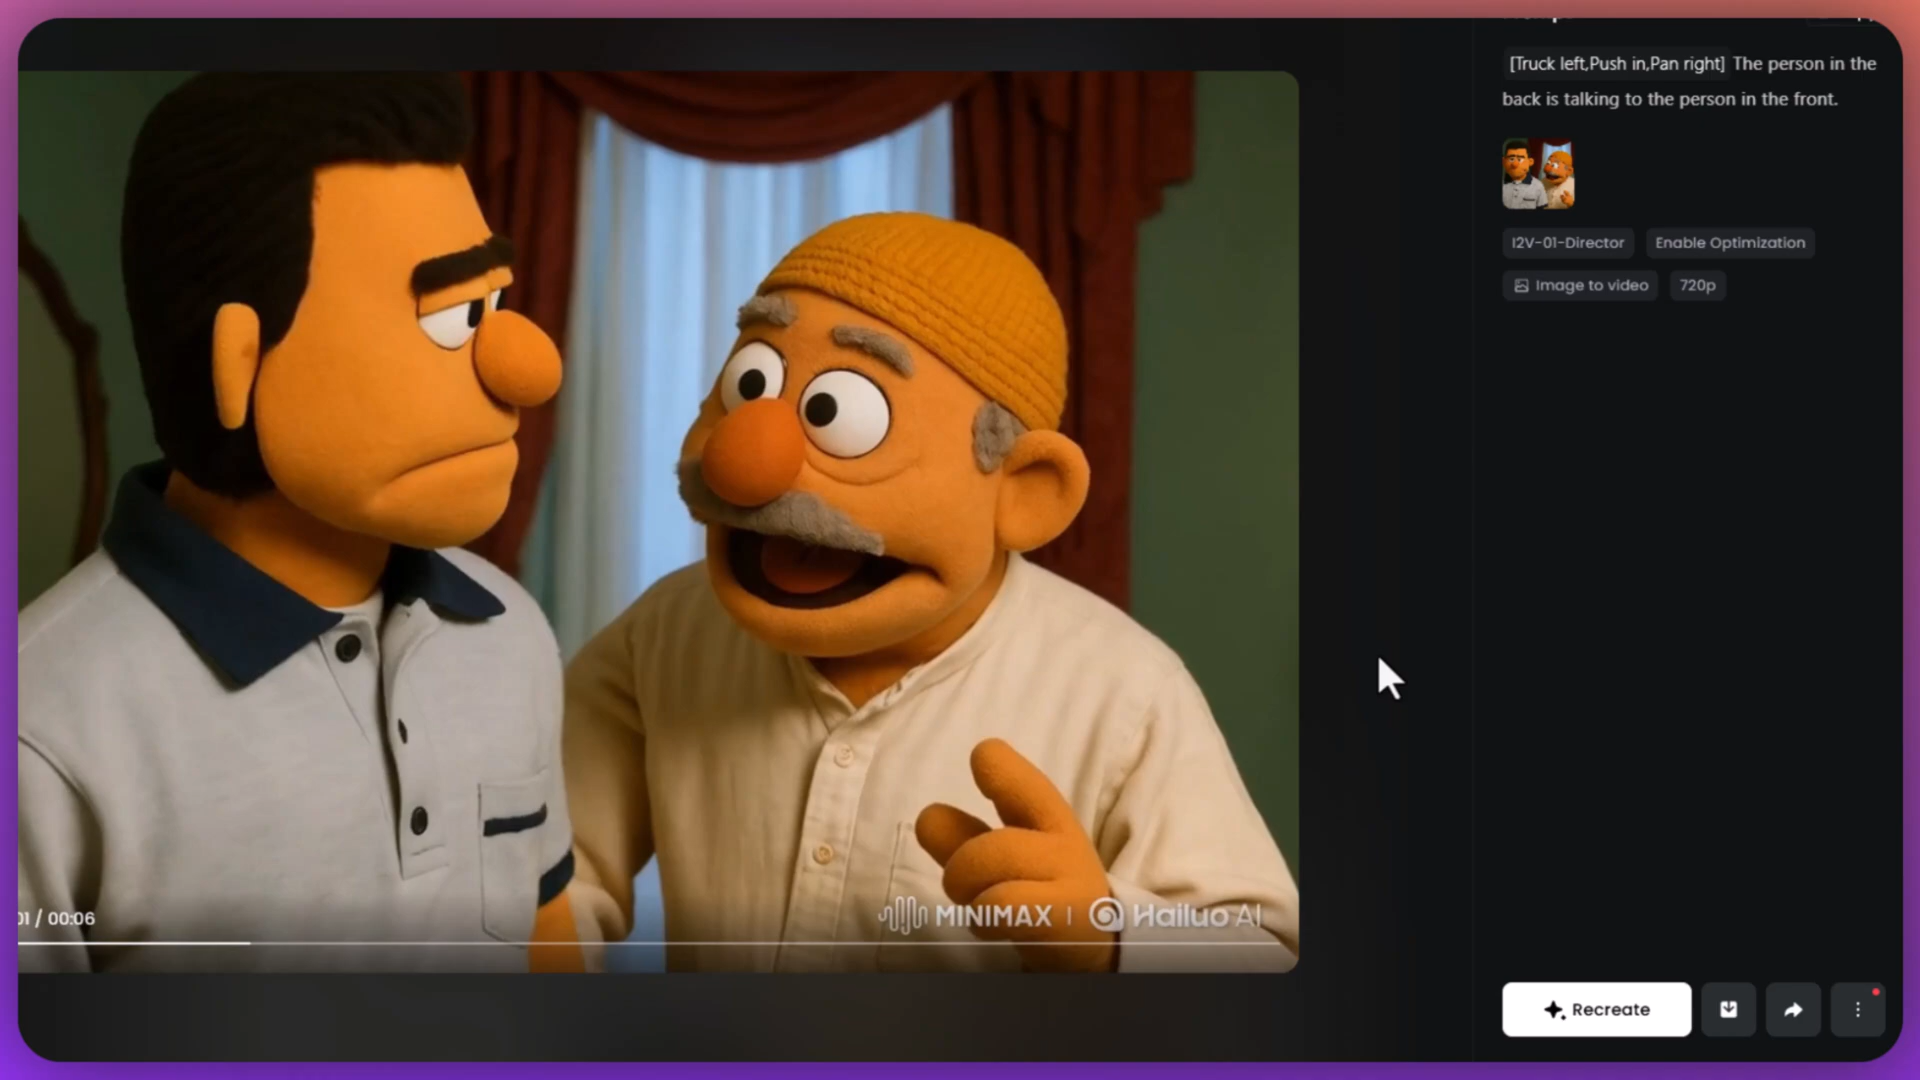 [Truck left,Push in,Pan right] The person in the
back is talking to the person in the front.
I2V-01-Director
Enable Optimization
Image to video
720p
/ 00:06
MINIMAX | Hailuo AI
Recreate